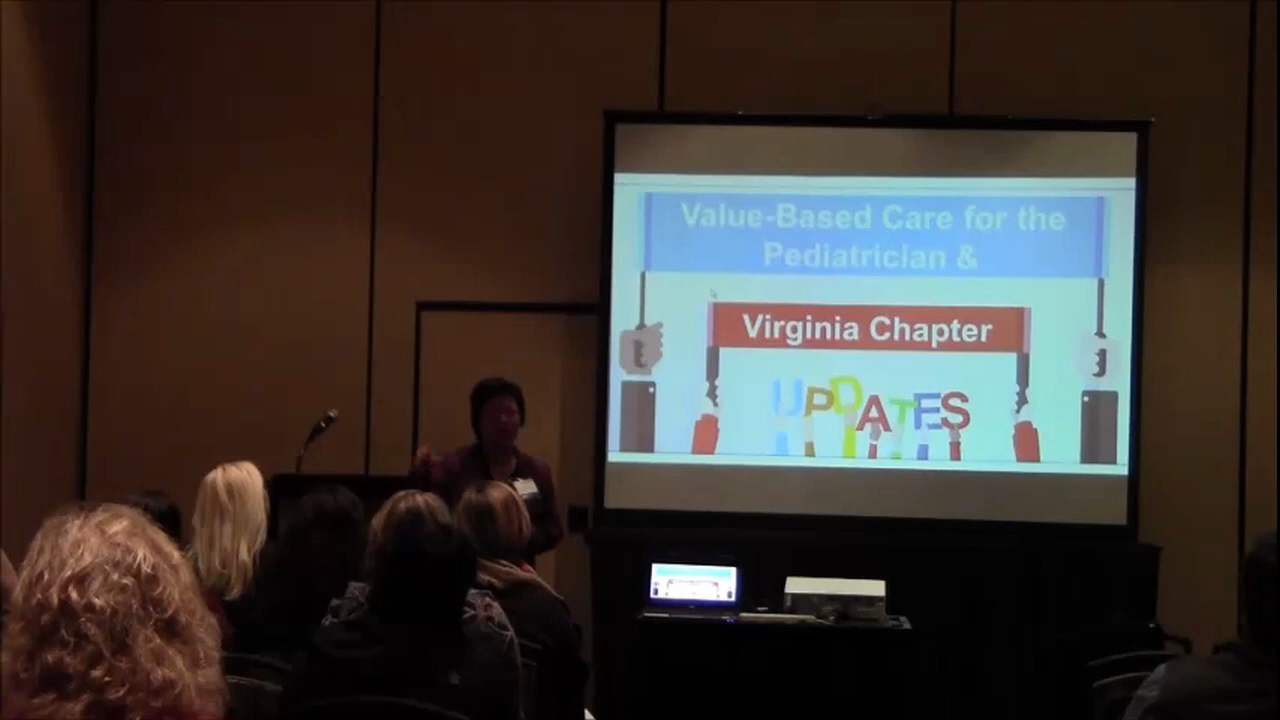 Value-Based Care for the
Pediatrician &
Virginia Chapter
UPDATES